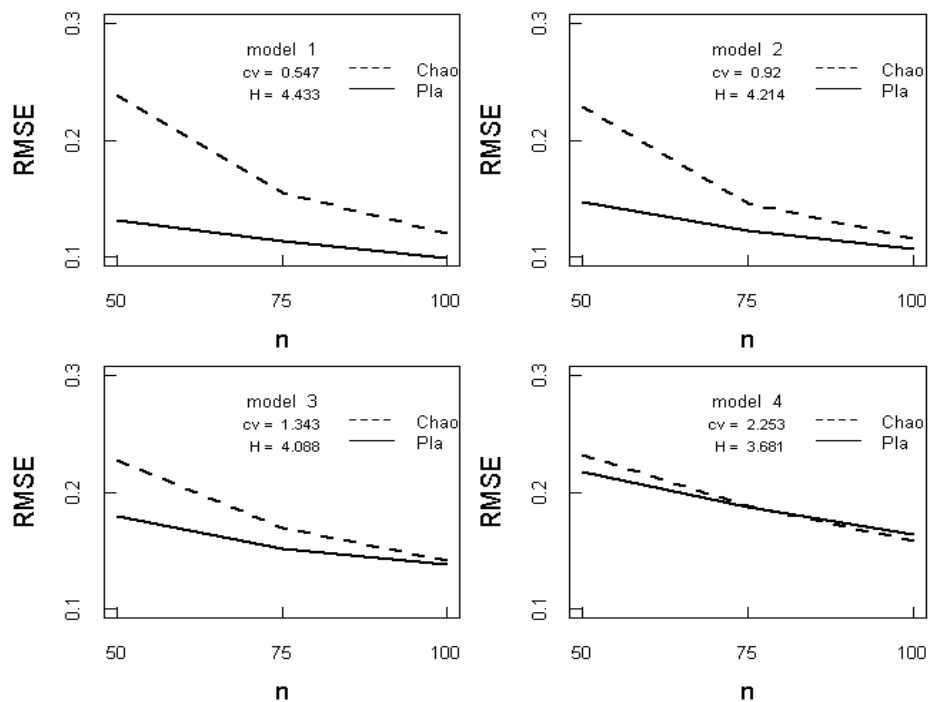 model 1
cv = 0.547
H = 4.433
Chao
Pla
RMSE
0.3
0.2
0.1
50 75 100
n
model 2
cv = 0.92
H = 4.214
Chao
Pla
RMSE
0.3
0.2
0.1
50 75 100
n
model 3
cv = 1.343
H = 4.088
Chao
Pla
RMSE
0.3
0.2
0.1
50 75 100
n
model 4
cv = 2.253
H = 3.681
Chao
Pla
RMSE
0.3
0.2
0.1
50 75 100
n